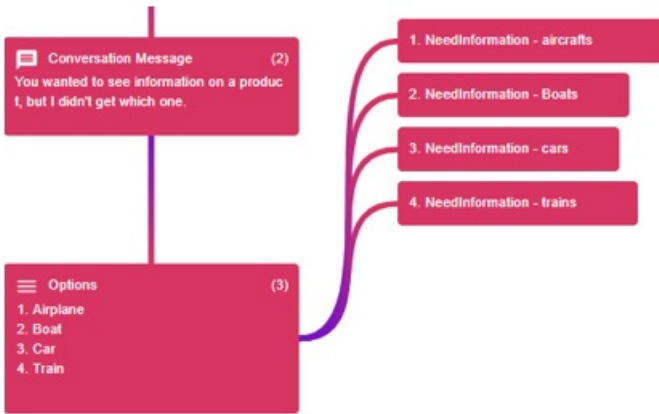 Conversation Message (2)
You wanted to see information on a produc
t, but I didn't get which one.
Options (3)
1. Airplane
2. Boat
3. Car
4. Train
1. NeedInformation - aircrafts
2. NeedInformation - Boats
3. NeedInformation - cars
4. NeedInformation - trains